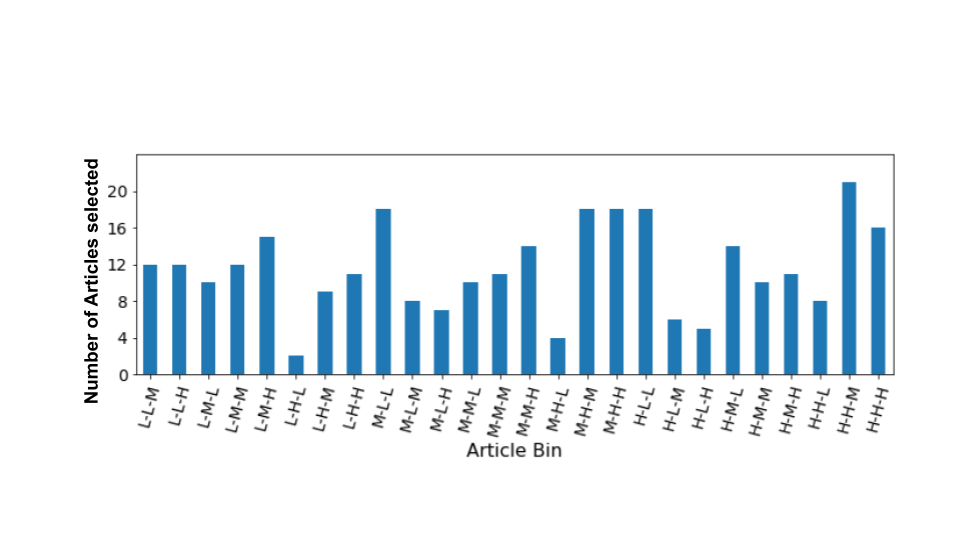 Number of Articles selected
20
16
12
8
4
0
L-L-M L-L-H L-M-L L-M-M L-M-H L-H-L L-H-M L-H-H M-L-L M-L-M M-L-H M-M-L M-M-M M-M-H M-H-L M-H-M M-H-H H-L-L H-L-M H-L-H H-M-L H-M-M H-M-H H-H-L H-H-M H-H-H
Article Bin